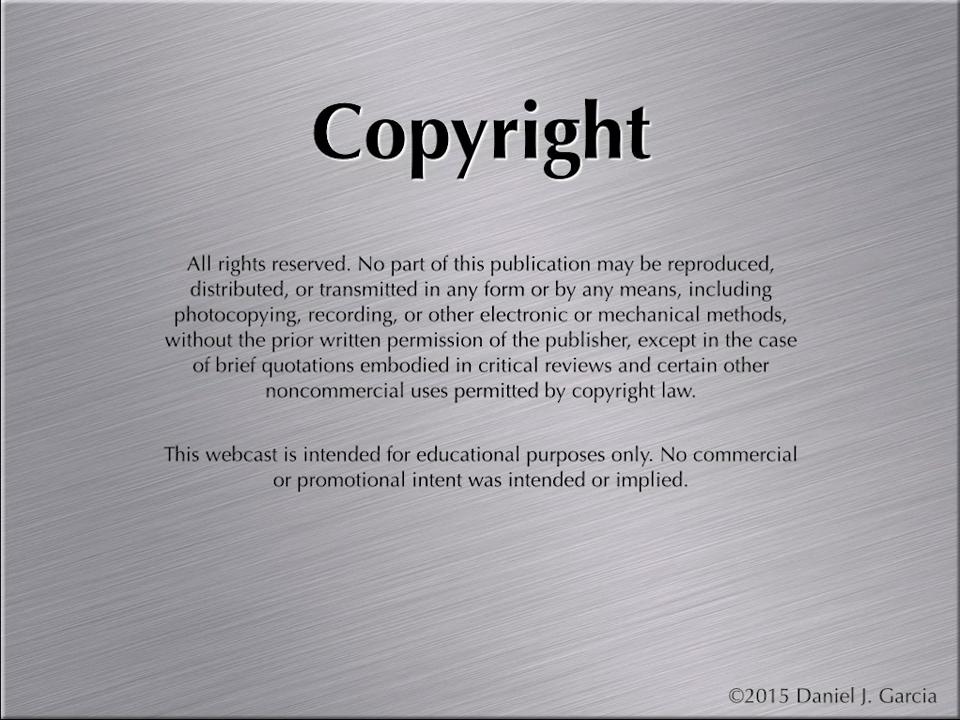 Copyright
All rights reserved. No part of this publication may be reproduced,
distributed, or transmitted in any form or by any means, including
photocopying, recording, or other electronic or mechanical methods,
without the prior written permission of the publisher, except in the case
of brief quotations embodied in critical reviews and certain other
noncommercial uses permitted by copyright law.
This webcast is intended for educational purposes only. No commercial
or promotional intent was intended or implied.
©2015 Daniel J. Garcia